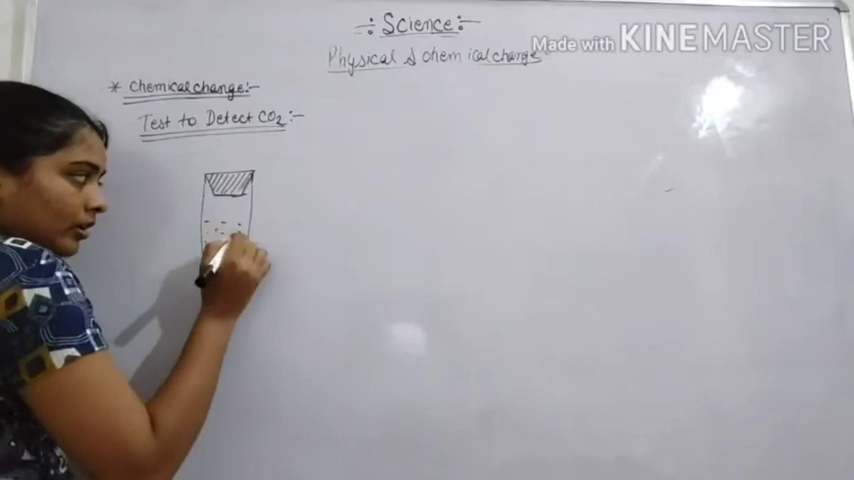 ÷ Science :-
Physical & chemical change
Made with KINEMASTER
* Chemical change:-
Test to Detect CO₂ :-